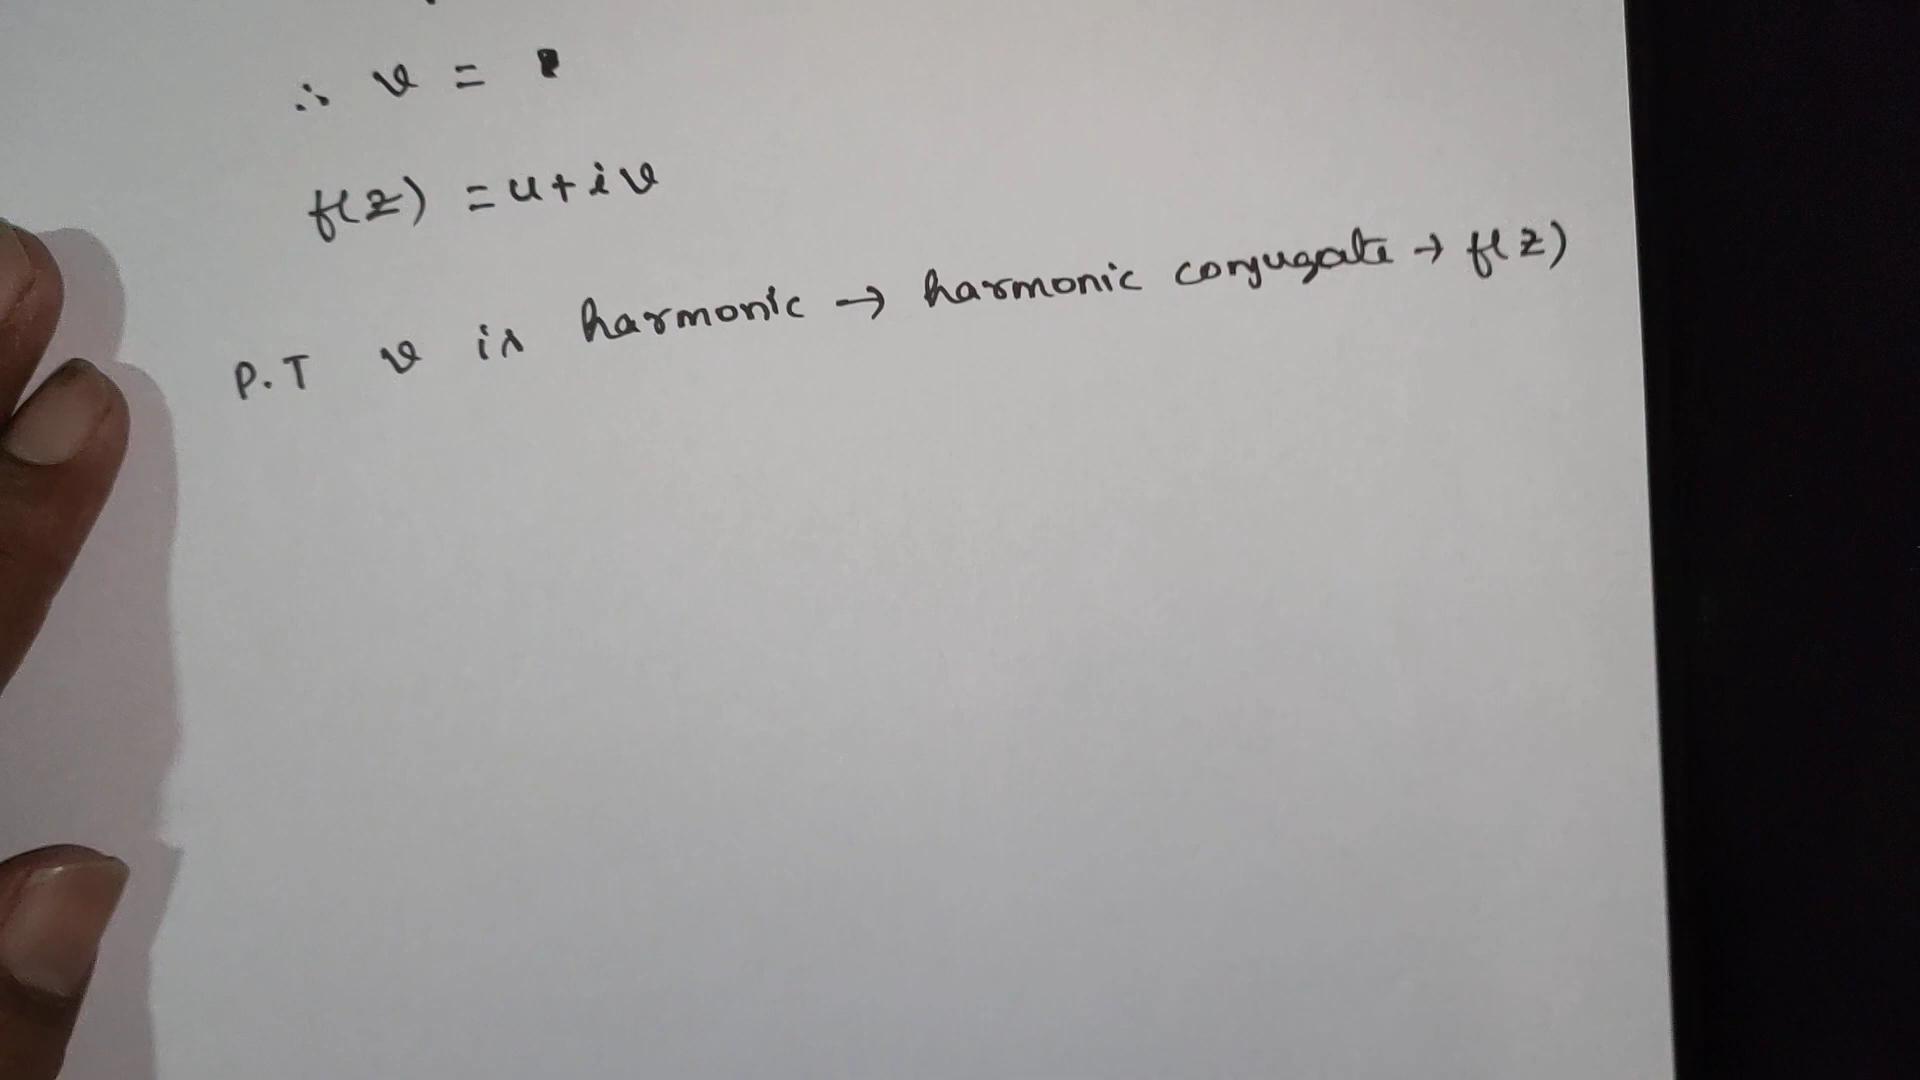 ∴ v =
f(z) = u + i v
P.T v is harmonic → harmonic conjugate → f(z)